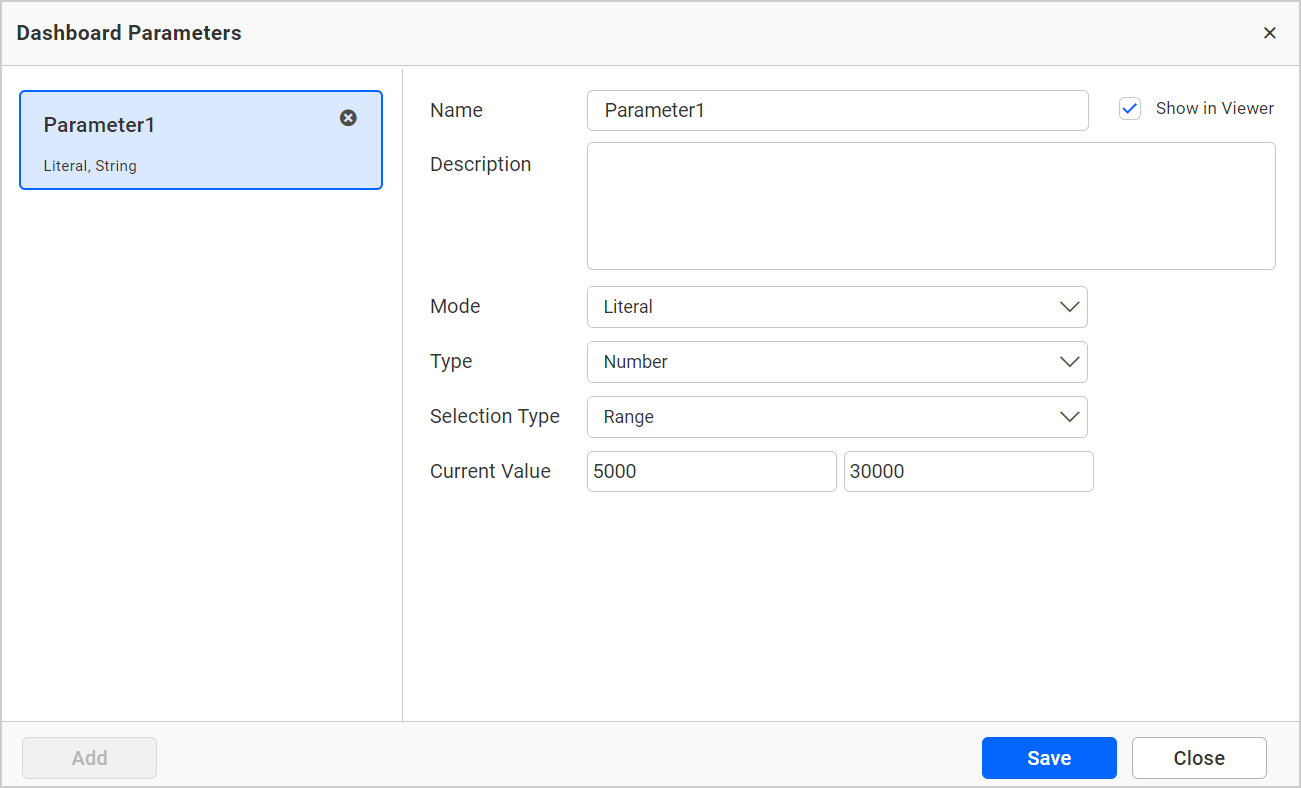 Dashboard Parameters
Parameter1
Literal, String
Name
Parameter1
Show in Viewer
Description
Mode
Literal
Type
Number
Selection Type
Range
Current Value
5000
30000
Add
Save
Close